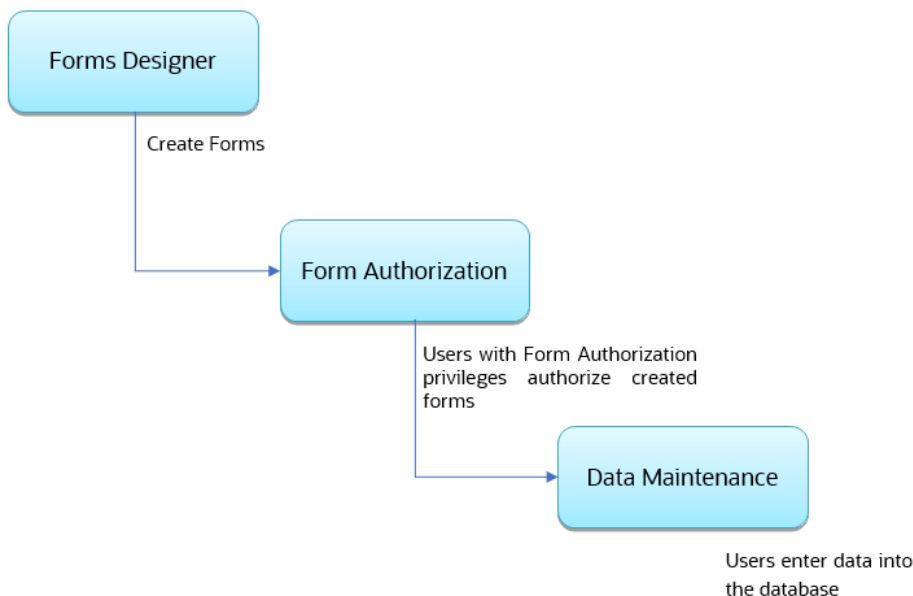 Forms Designer
Create Forms
Form Authorization
Users with Form Authorization
privileges authorize created
forms
Data Maintenance
Users enter data into
the database